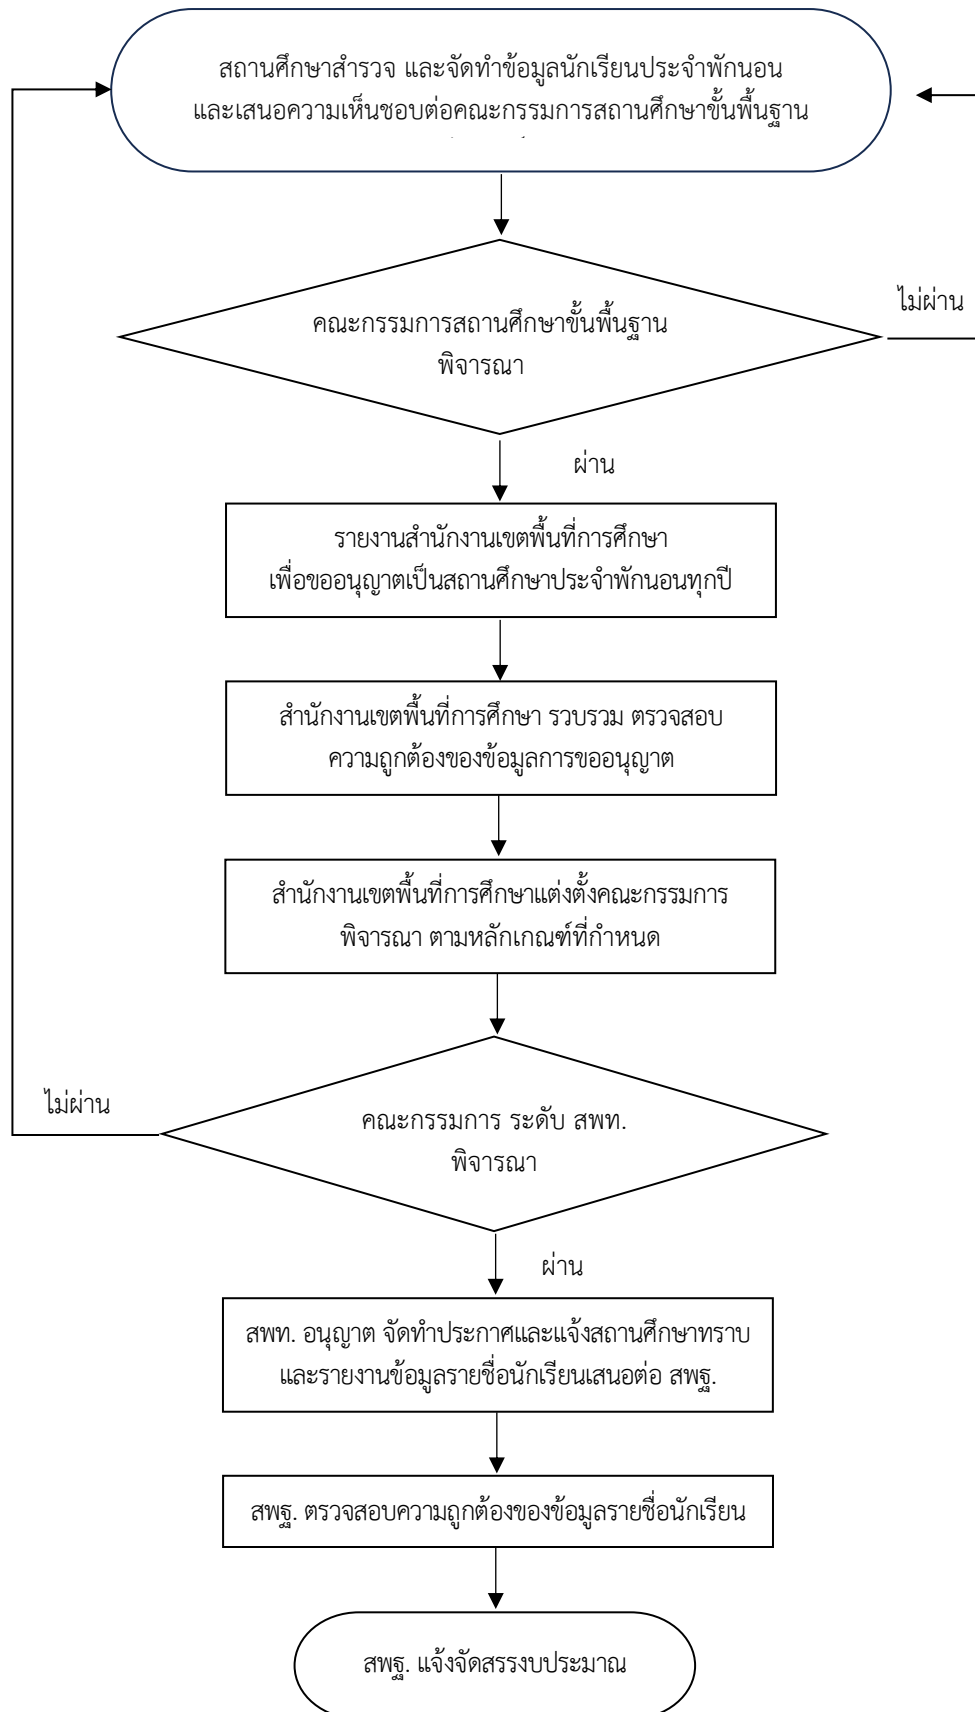 สถานศึกษาสำรวจ และจัดทำข้อมูลนักเรียนประจำพักนอน
และเสนอความเห็นชอบต่อคณะกรรมการสถานศึกษาขั้นพื้นฐาน
คณะกรรมการสถานศึกษาขั้นพื้นฐาน
พิจารณา
ไม่ผ่าน
ผ่าน
รายงานสำนักงานเขตพื้นที่การศึกษา
เพื่อขออนุญาตเป็นสถานศึกษาประจำพักนอนทุกปี
สำนักงานเขตพื้นที่การศึกษา รวบรวม ตรวจสอบ
ความถูกต้องของข้อมูลการขออนุญาต
สำนักงานเขตพื้นที่การศึกษาแต่งตั้งคณะกรรมการ
พิจารณา ตามหลักเกณฑ์ที่กำหนด
ไม่ผ่าน
คณะกรรมการ ระดับ สพท.
พิจารณา
ผ่าน
สพท. อนุญาต จัดทำประกาศและแจ้งสถานศึกษาทราบ
และรายงานข้อมูลรายชื่อนักเรียนเสนอต่อ สพฐ.
สพฐ. ตรวจสอบความถูกต้องของข้อมูลรายชื่อนักเรียน
สพฐ. แจ้งจัดสรรงบประมาณ